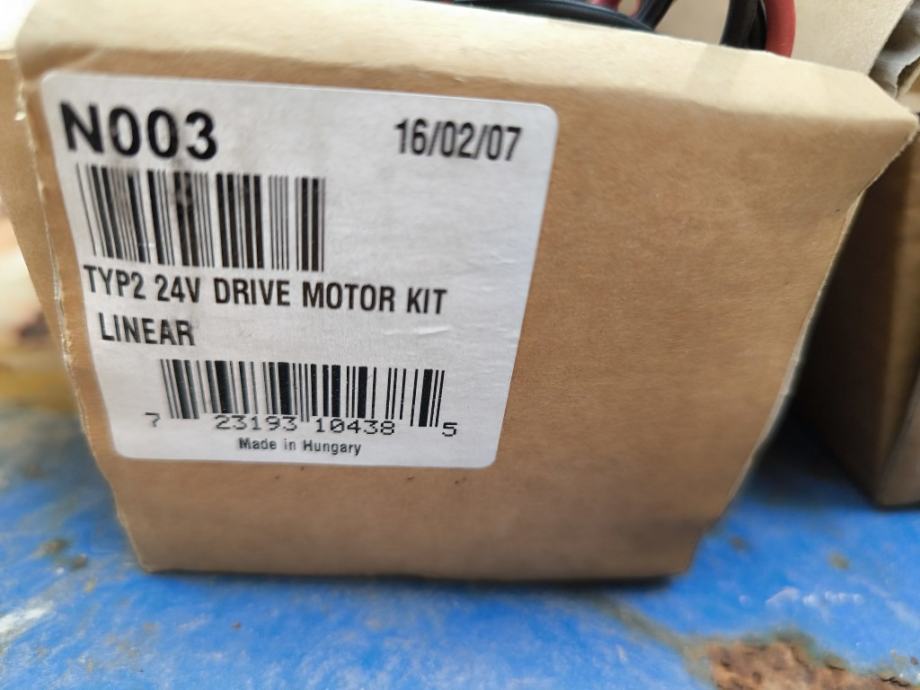 N003
16/02/07
TYP2 24V DRIVE MOTOR KIT
LINEAR
7 23193 10438 5
Made in Hungary